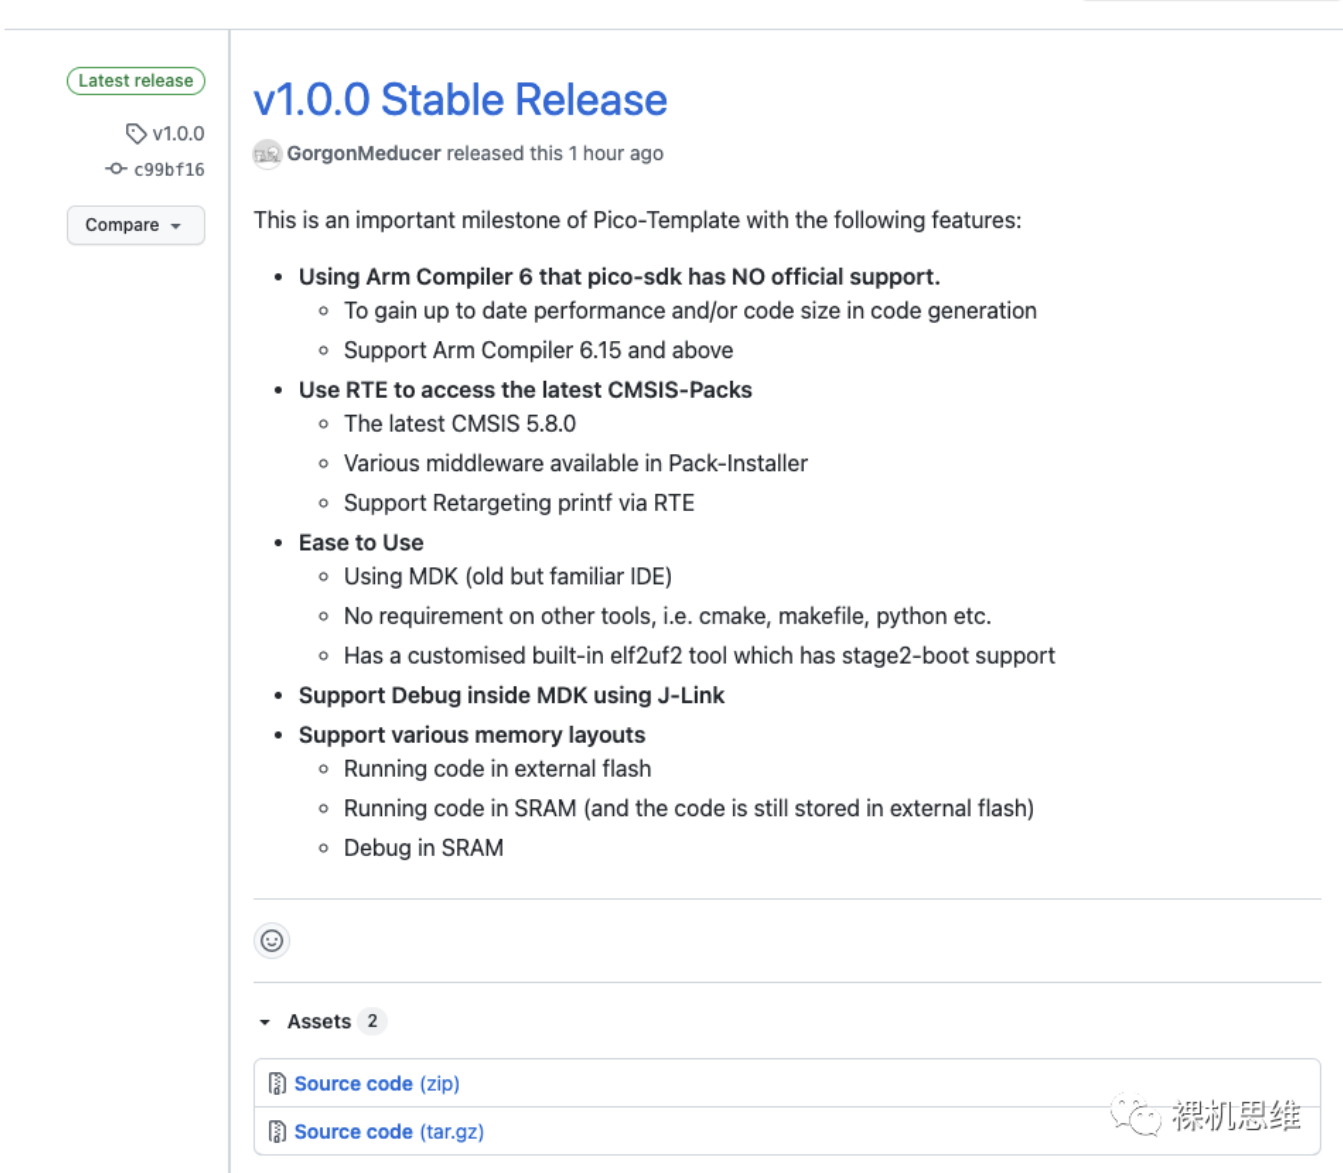 Latest release
v1.0.0
c99bf16
Compare
v1.0.0 Stable Release
GorgonMeducer released this 1 hour ago
This is an important milestone of Pico-Template with the following features:
Using Arm Compiler 6 that pico-sdk has NO official support.
To gain up to date performance and/or code size in code generation
Support Arm Compiler 6.15 and above
Use RTE to access the latest CMSIS-Packs
The latest CMSIS 5.8.0
Various middleware available in Pack-Installer
Support Retargeting printf via RTE
Ease to Use
Using MDK (old but familiar IDE)
No requirement on other tools, i.e. cmake, makefile, python etc.
Has a customised built-in elf2uf2 tool which has stage2-boot support
Support Debug inside MDK using J-Link
Support various memory layouts
Running code in external flash
Running code in SRAM (and the code is still stored in external flash)
Debug in SRAM
Assets 2
Source code (zip)
Source code (tar.gz)
裸机思维